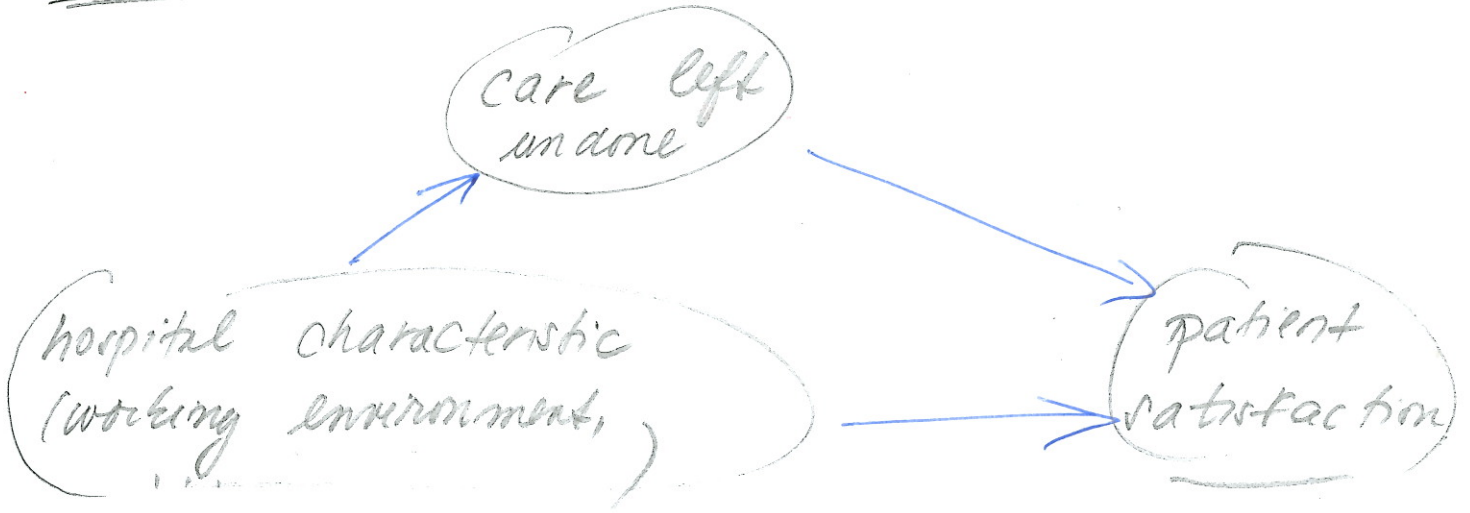 care left
undone
hospital characteristic
(working environment,
)
patient
satisfaction